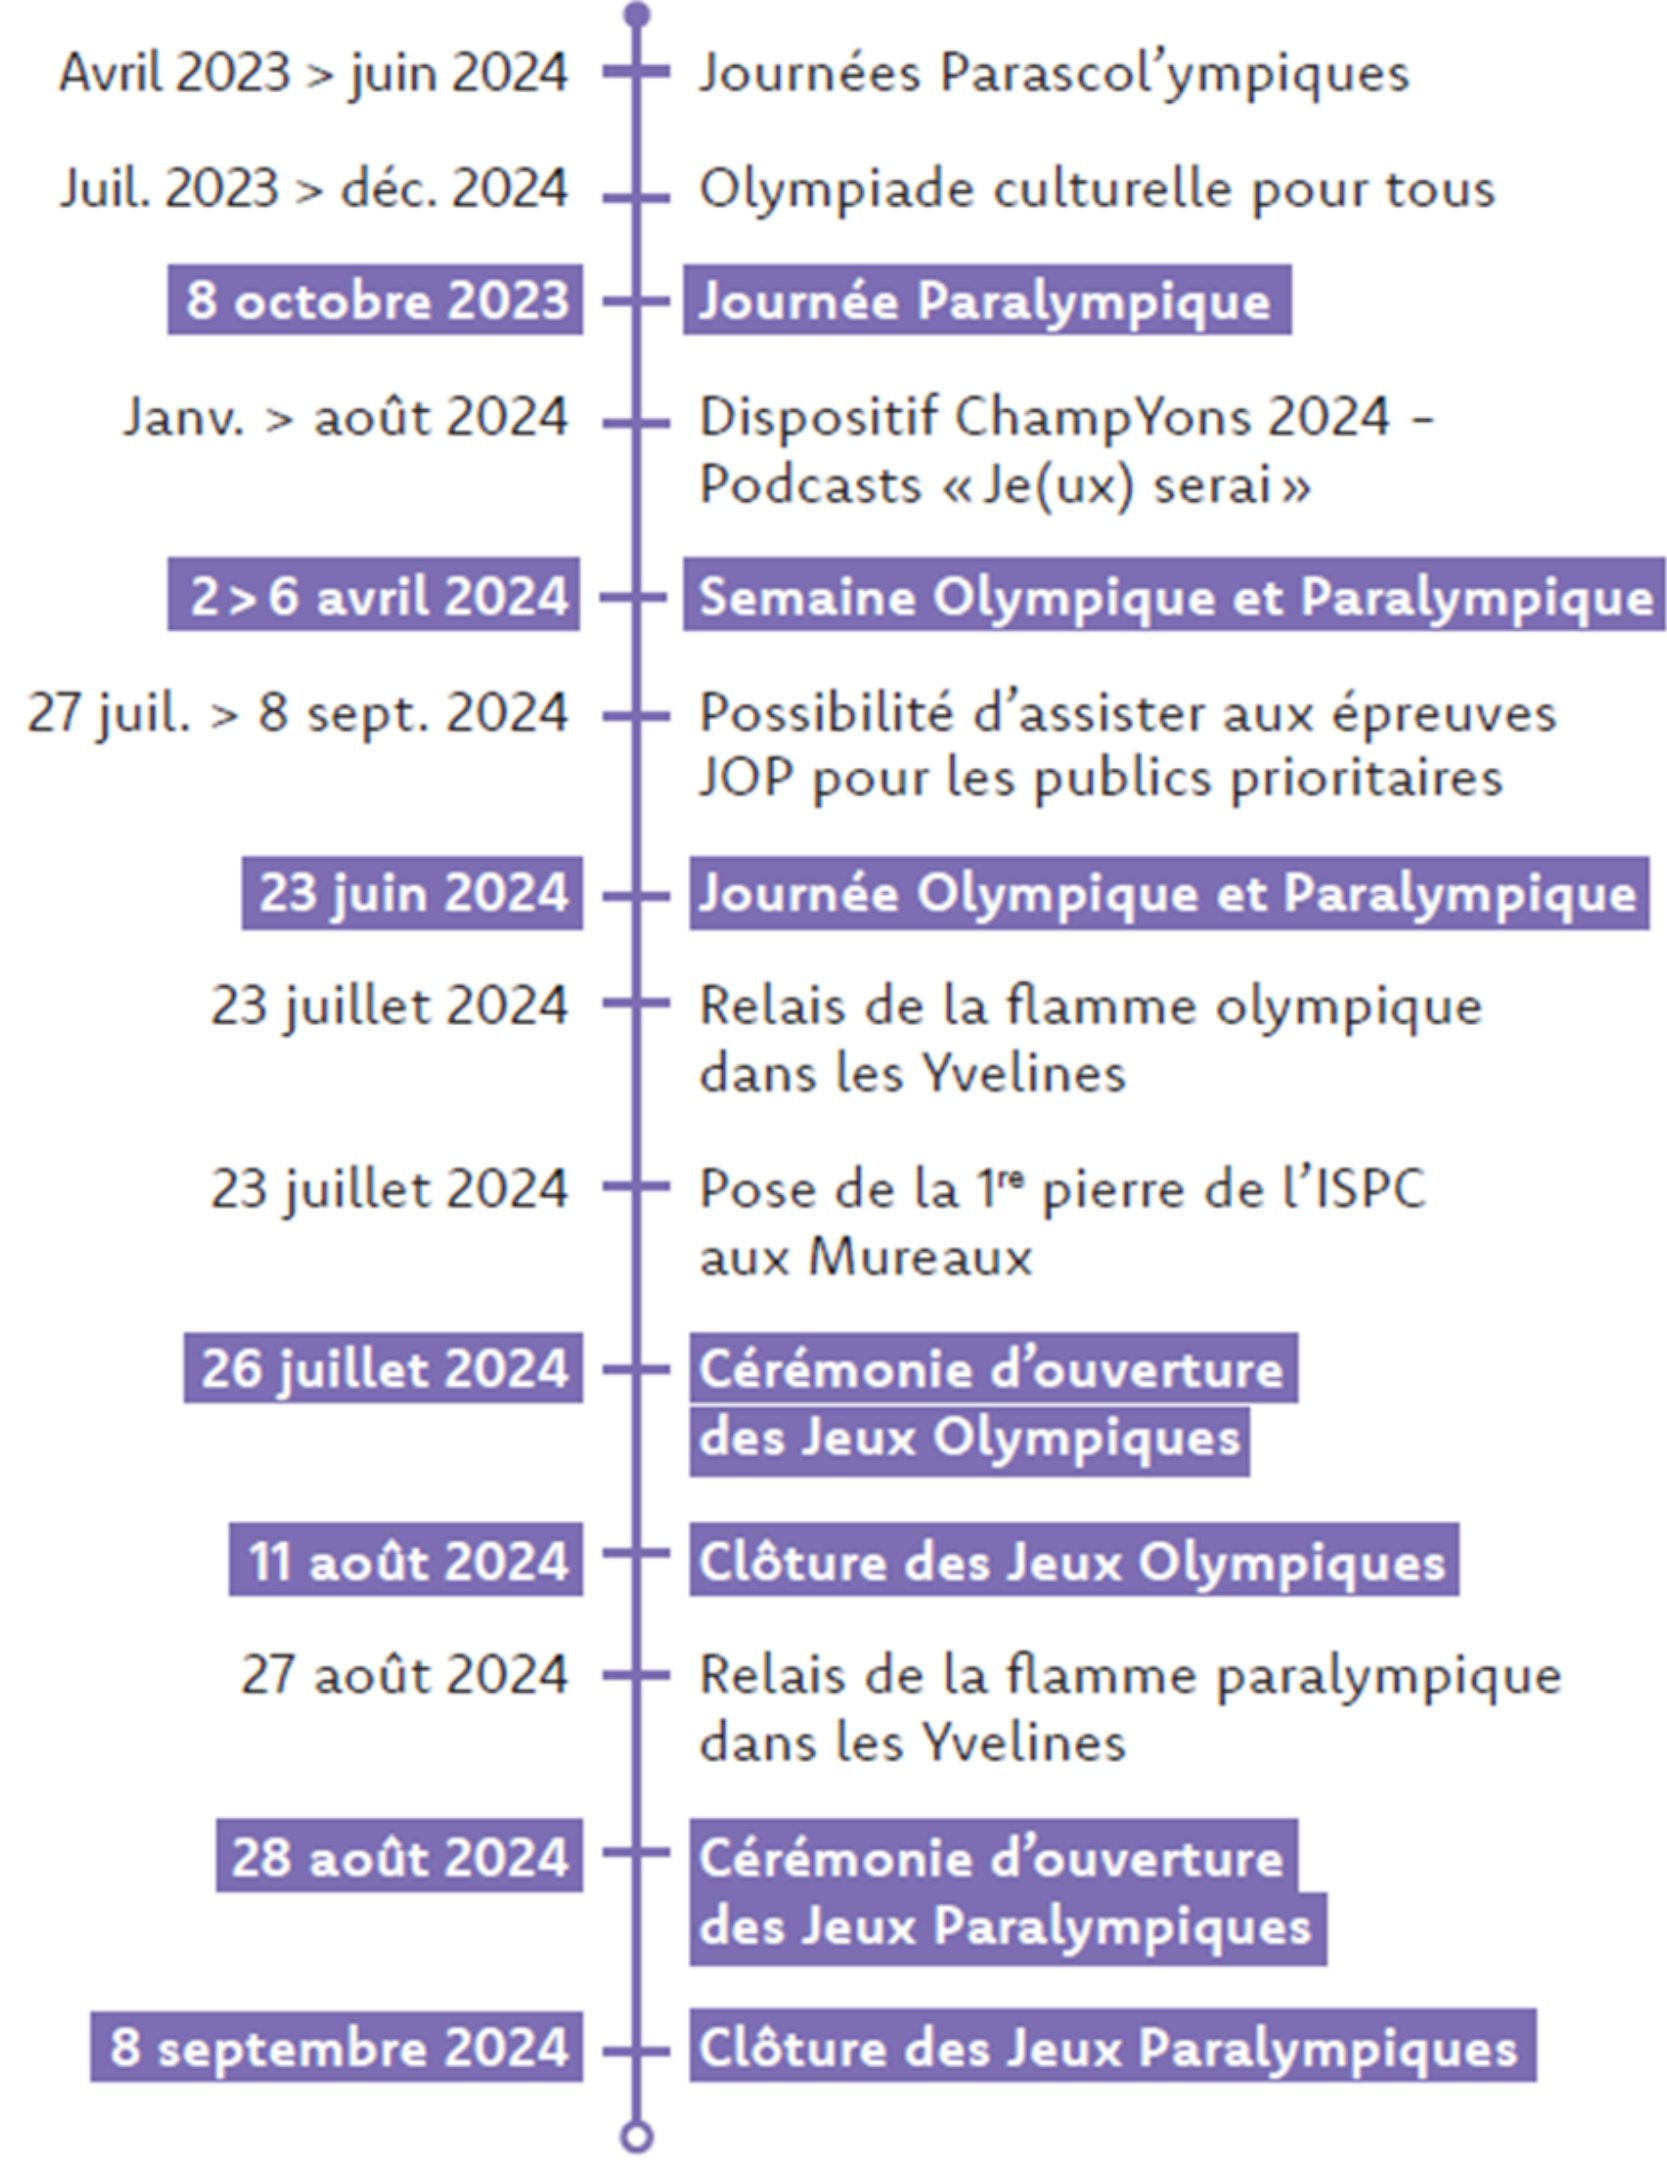 Avril 2023 > juin 2024 Journées Parascol’ympiques
Juil. 2023 > déc. 2024 Olympiade culturelle pour tous
8 octobre 2023 Journée Paralympique
Janv. > août 2024 Dispositif ChampYons 2024 –
Podcasts « Je(ux) serai »
2 > 6 avril 2024 Semaine Olympique et Paralympique
27 juil. > 8 sept. 2024 Possibilité d’assister aux épreuves
JOP pour les publics prioritaires
23 juin 2024 Journée Olympique et Paralympique
23 juillet 2024 Relais de la flamme olympique
dans les Yvelines
23 juillet 2024 Pose de la 1re pierre de l’ISPC
aux Mureaux
26 juillet 2024 Cérémonie d’ouverture
des Jeux Olympiques
11 août 2024 Clôture des Jeux Olympiques
27 août 2024 Relais de la flamme paralympique
dans les Yvelines
28 août 2024 Cérémonie d’ouverture
des Jeux Paralympiques
8 septembre 2024 Clôture des Jeux Paralympiques